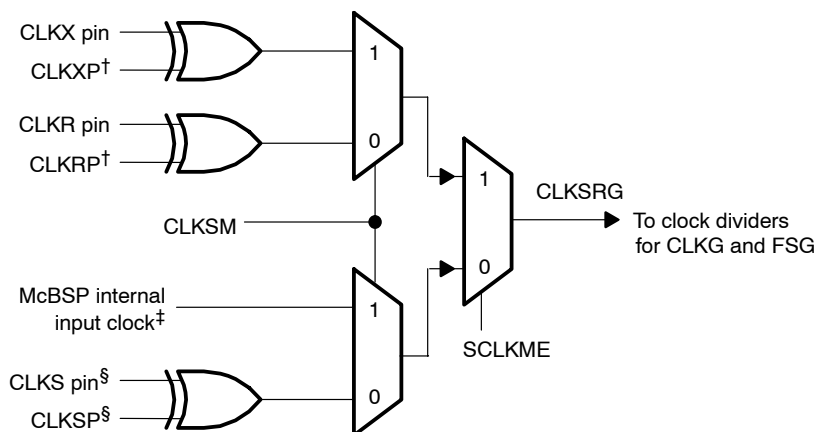 CLKX pin
CLKXP†
1
CLKR pin
CLKRP†
0
CLKSM
1
0
CLKSRG
To clock dividers
for CLKG and FSG
SCLKME
McBSP internal
input clock‡
1
CLKS pin§
CLKSP§
0